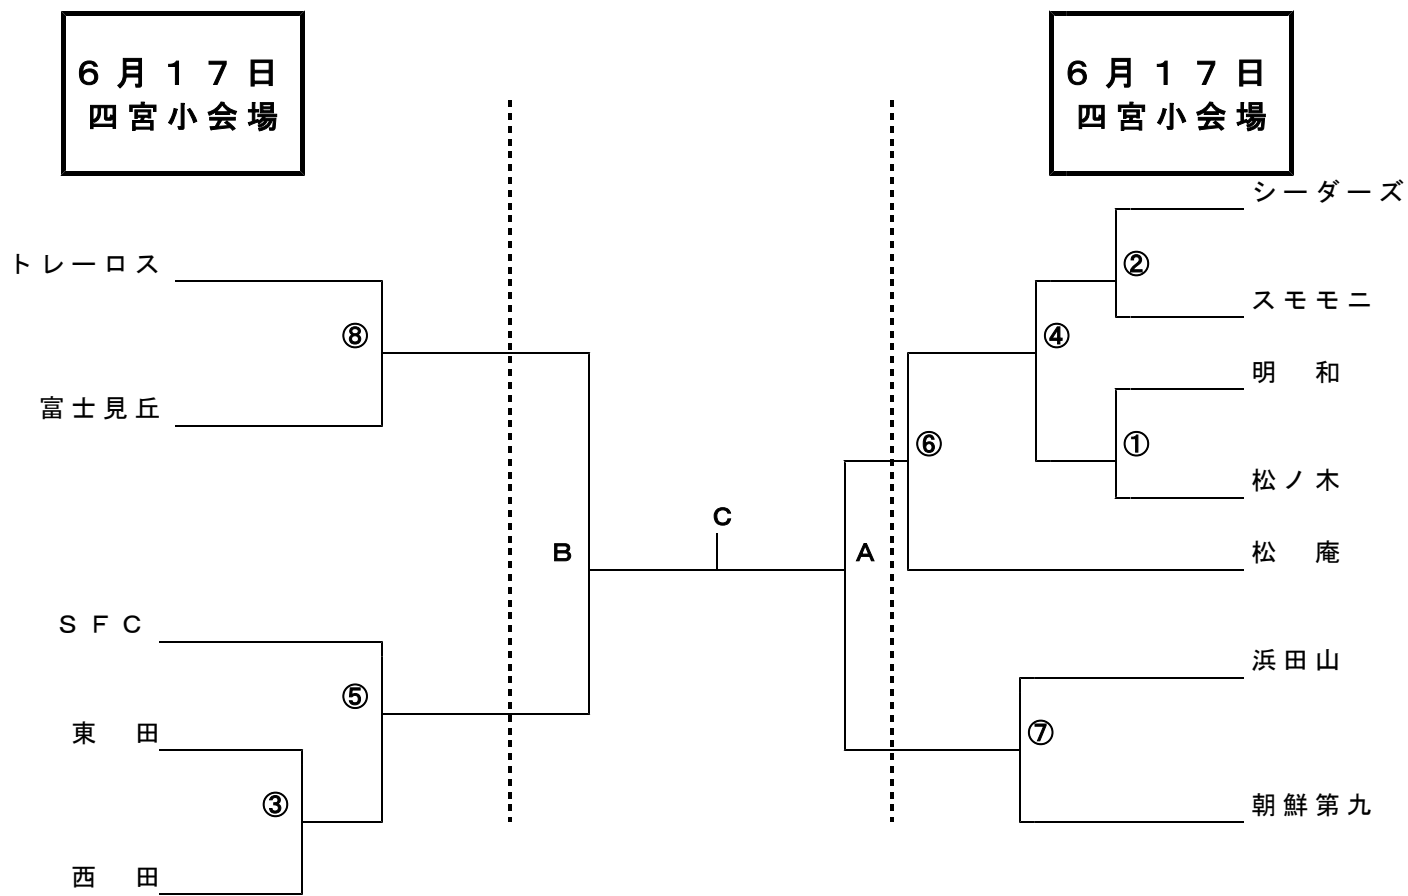 ６月１７日
四宮小会場
６月１７日
四宮小会場
シーダーズ
②
トレーロス
スモモニ
⑧
④
明　和
富士見丘
⑥
①
松ノ木
C
B
A
松　庵
ＳＦＣ
浜田山
⑤
東　田
⑦
③
朝鮮第九
西　田